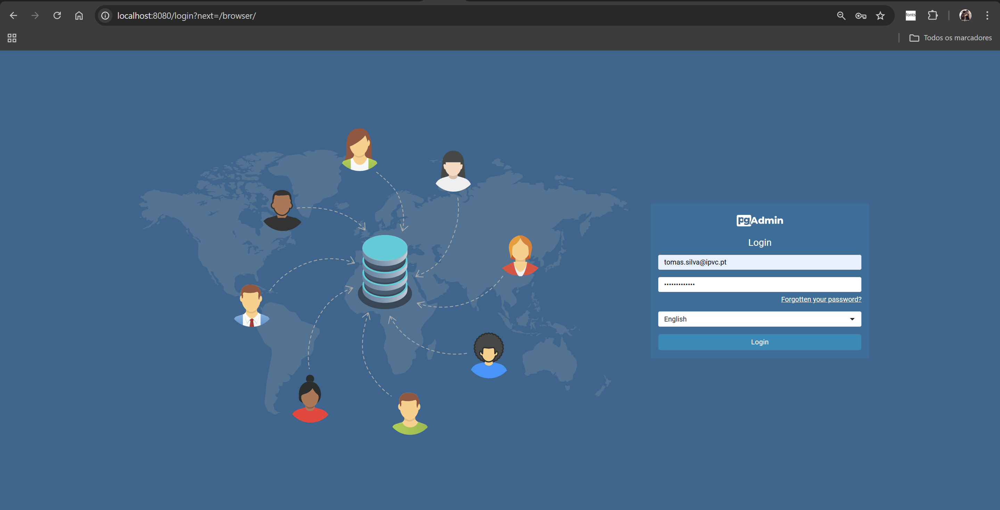 localhost:8080/login?next=/browser/
fonts
Todos os marcadores
pgAdmin
Login
tomas.silva@ipvc.pt
•••••••••••••
Forgotten your password?
English
Login